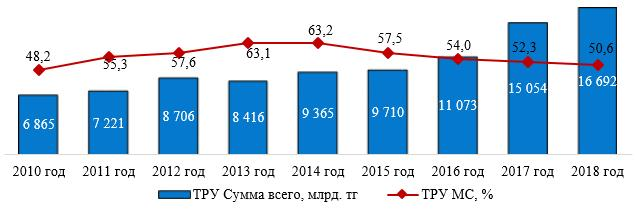 48,2 55,3 57,6 63,1 63,2 57,5 54,0 52,3 50,6
6 865 7 221 8 706 8 416 9 365 9 710 11 073 15 054 16 692
2010 год 2011 год 2012 год 2013 год 2014 год 2015 год 2016 год 2017 год 2018 год
ТРУ Сумма всего, млрд. тг ТРУ МС, %